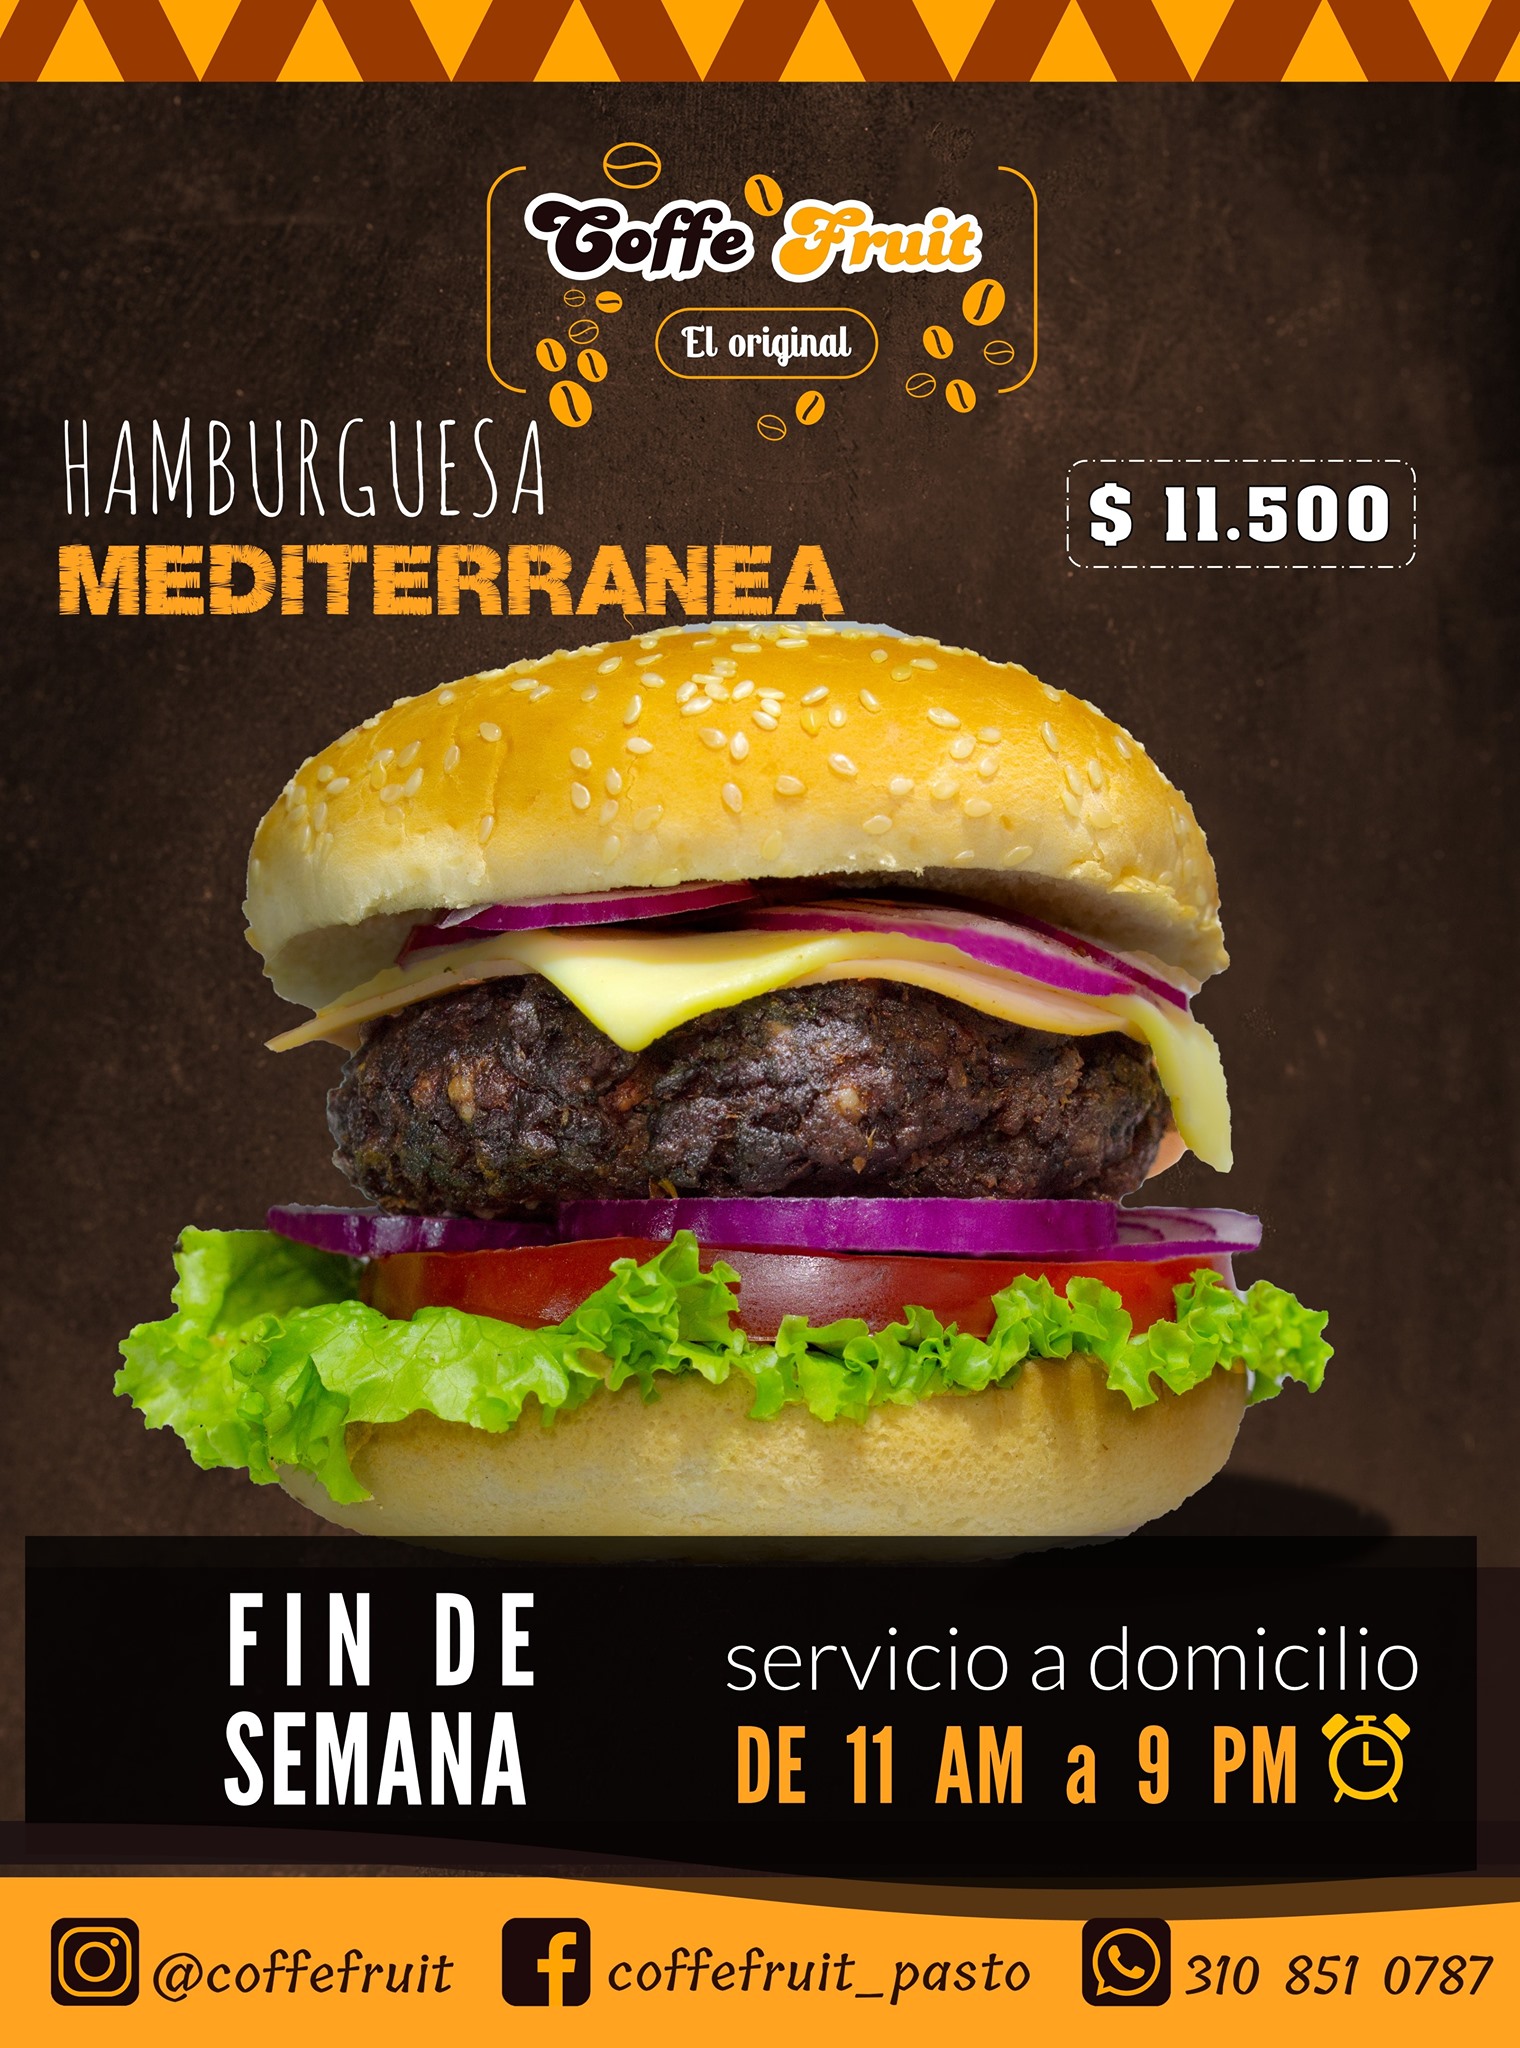 Coffe Fruit
El original
HAMBURGUESA
MEDITERRANEA
$ 11.500
FIN DE
SEMANA
servicio a domicilio
DE 11 AM a 9 PM
@coffefruit
coffefruit_pasto
310 851 0787